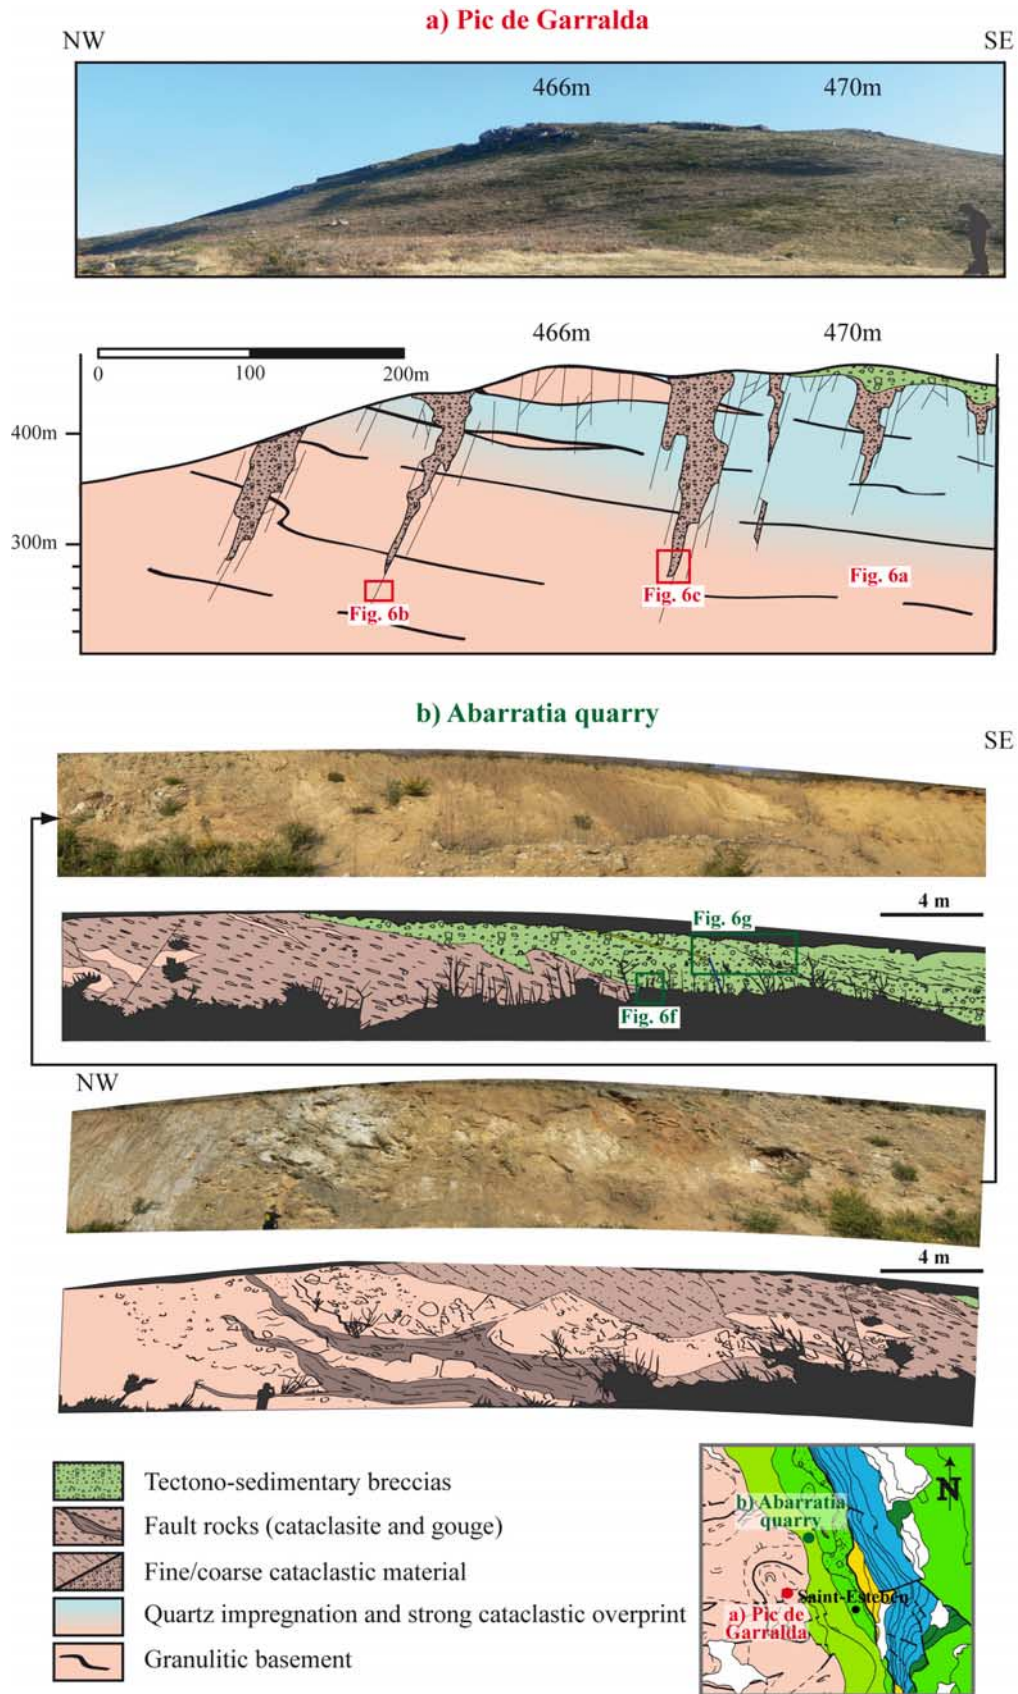 a) Pic de Garralda
NW
SE
466m
470m
466m
470m
0
100
200m
400m
300m
Fig. 6a
Fig. 6b
Fig. 6c
b) Abarratia quarry
SE
4 m
Fig. 6g
Fig. 6f
NW
4 m
Tectono-sedimentary breccias
Fault rocks (cataclasite and gouge)
Fine/coarse cataclastic material
Quartz impregnation and strong cataclastic overprint
Granulitic basement
N
b) Abarratia
quarry
Saint-Esteben
a) Pic de
Garralda